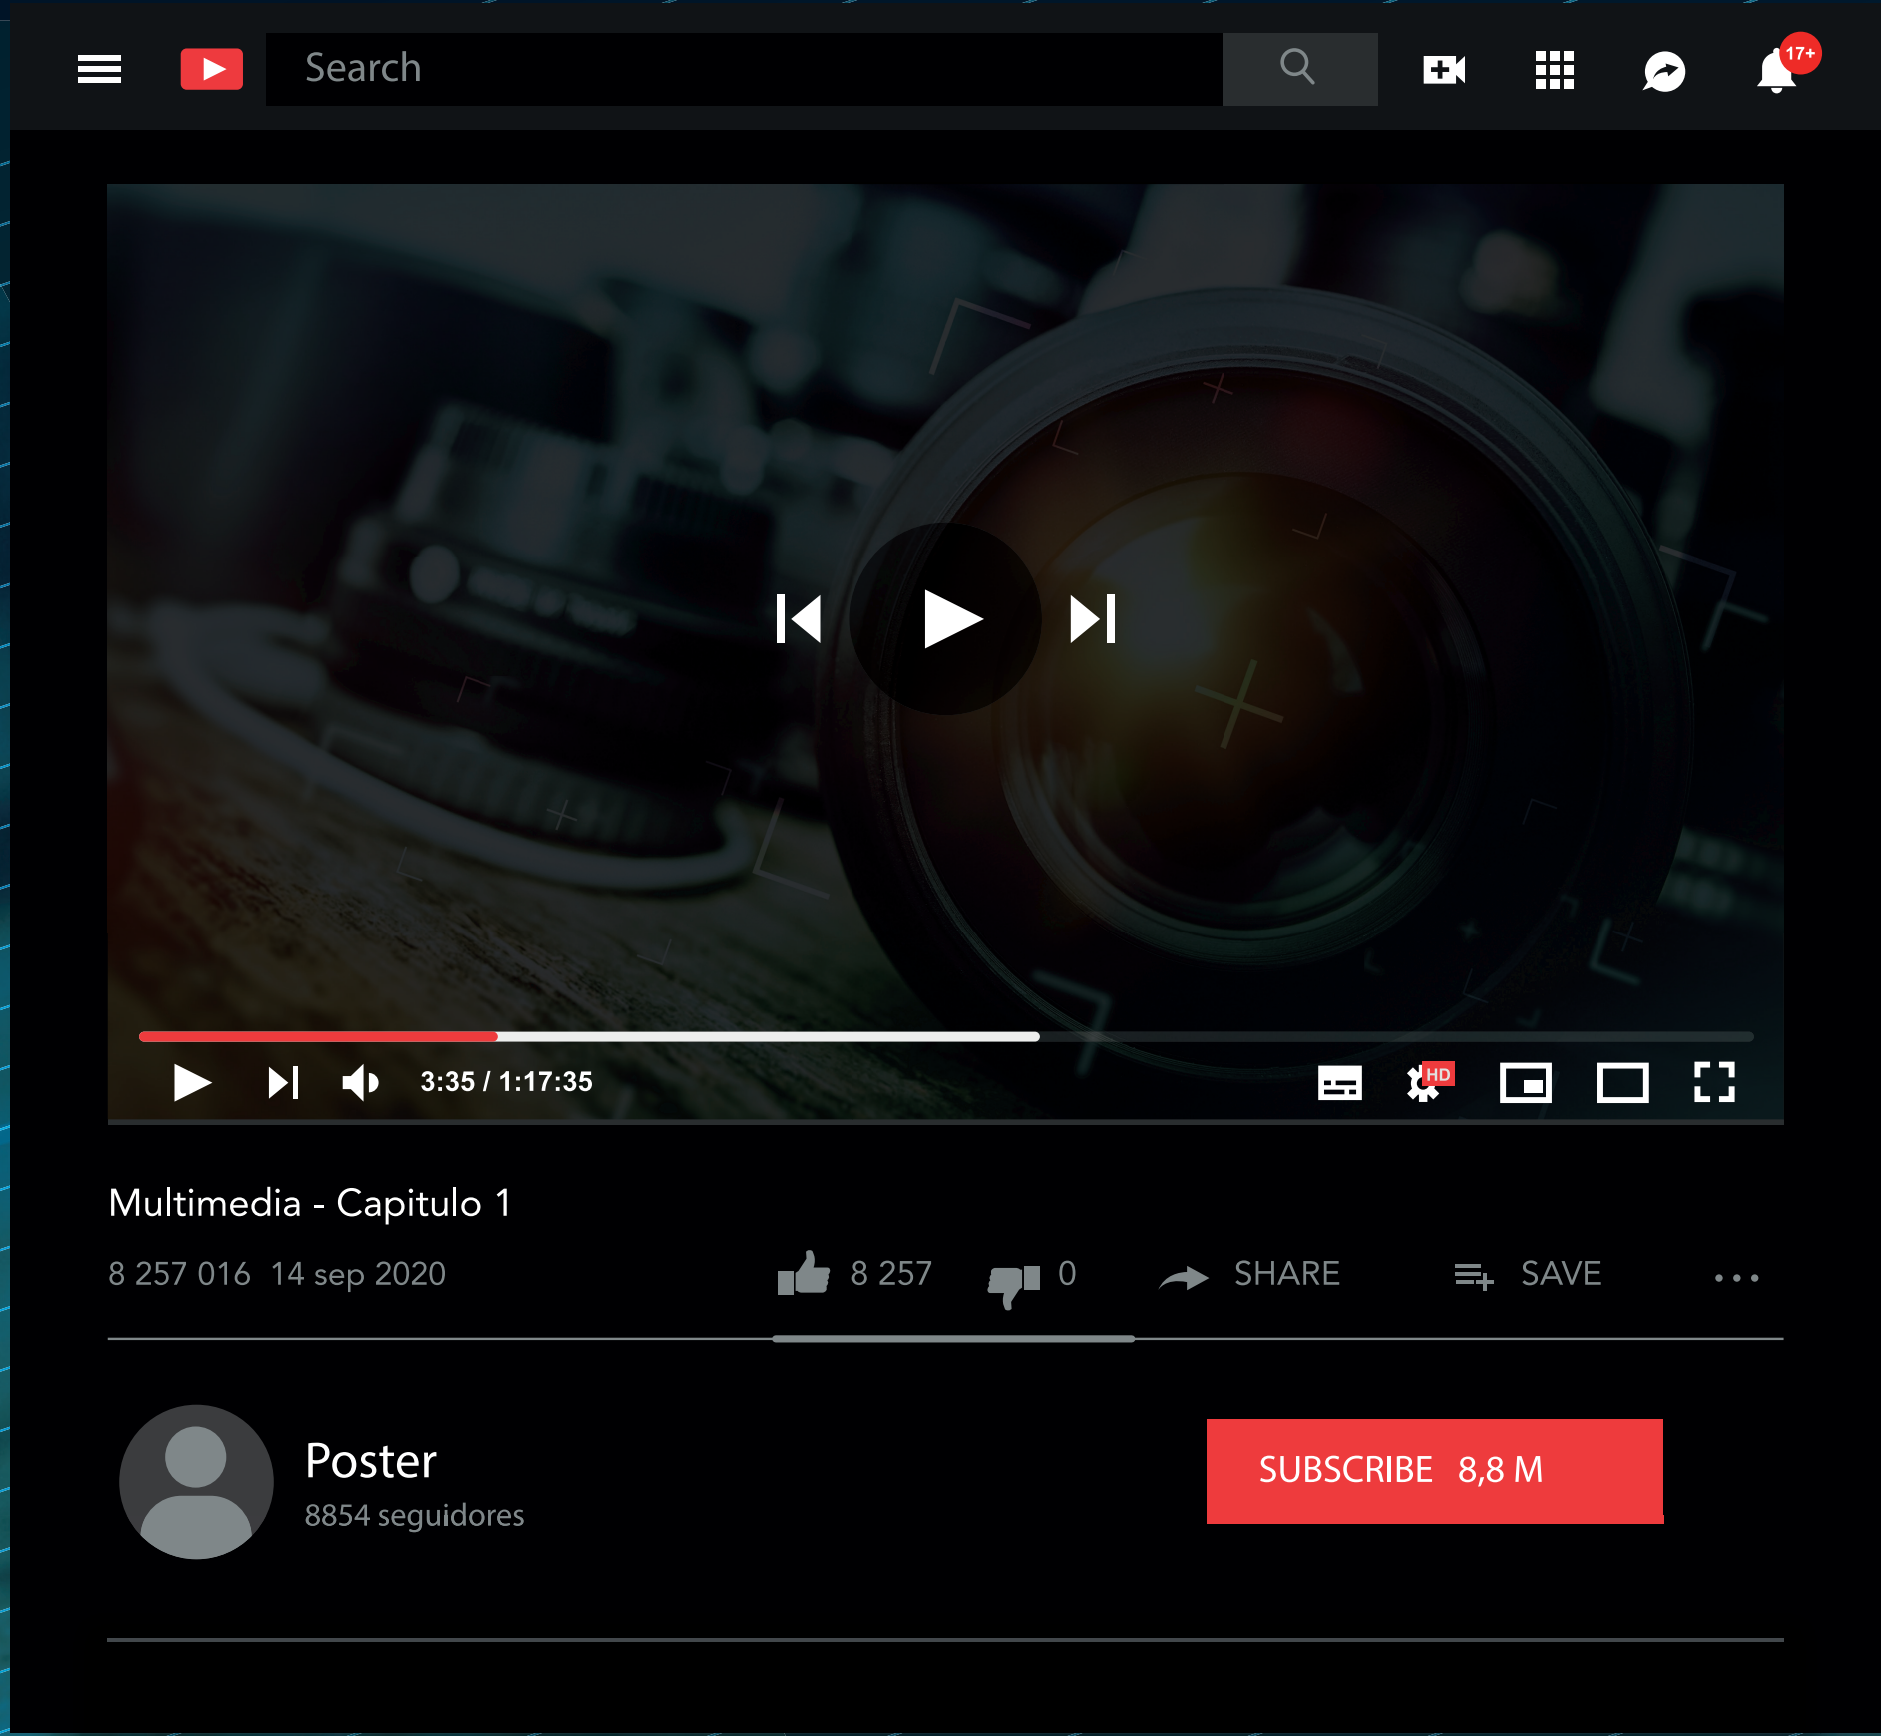 Search
17+
3:35 / 1:17:35
HD
Multimedia - Capitulo 1
8 257 016 14 sep 2020
8 257
0
SHARE
SAVE
Poster
8854 seguidores
SUBSCRIBE 8,8 M